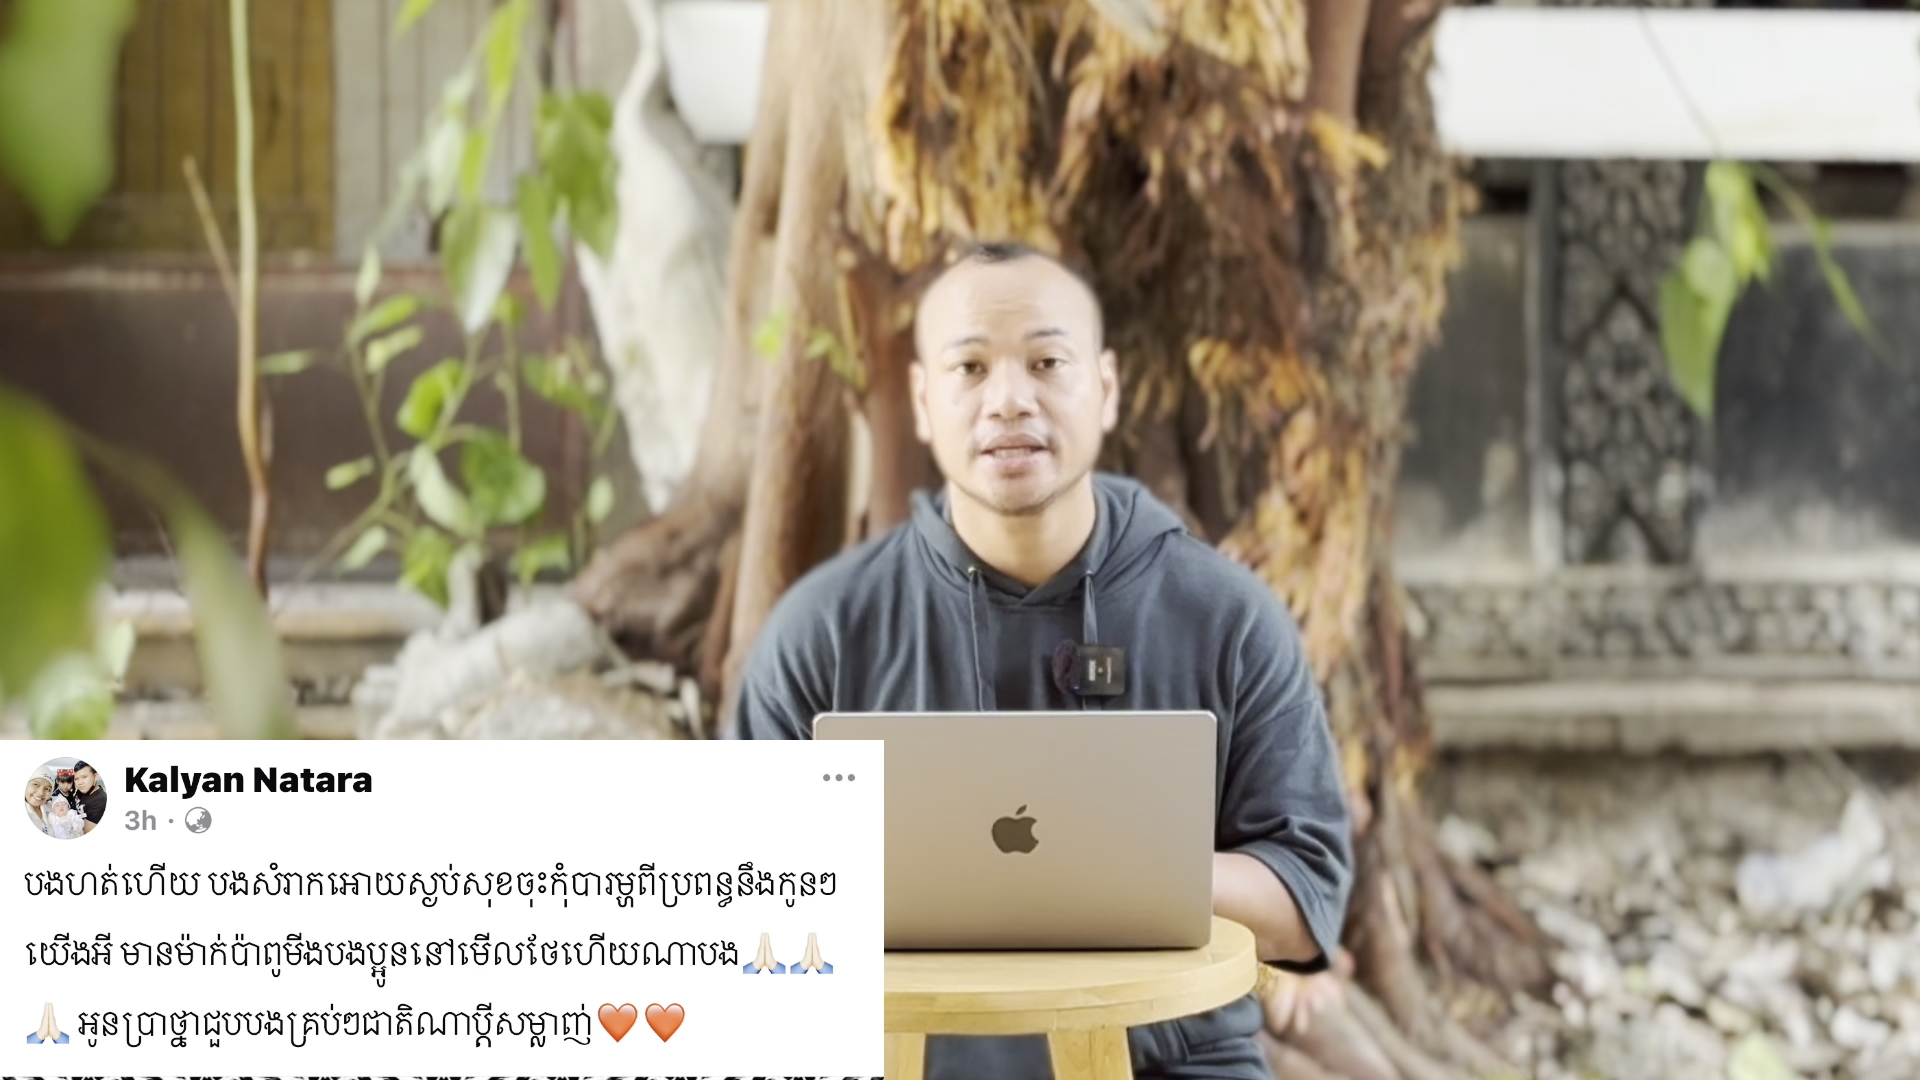 Kalyan Natara
3h ·
បងហត់ហើយ បងសំរាកអោយស្ងប់សុខចុះកុំបារម្ភពីប្រពន្ធនឹងកូនៗ
យើងអី មានម៉ាក់ប៉ាពូមីងបងប្អូននៅមើលថែហើយណាបង🙏🏻🙏🏻
🙏🏻 អូនប្រាថ្នាជួបបងគ្រប់ៗជាតិណាប្ដីសម្លាញ់❤️❤️